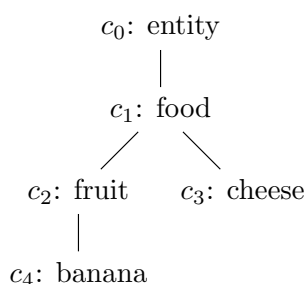 c₀: entity
c₁: food
c₂: fruit c₃: cheese
c₄: banana